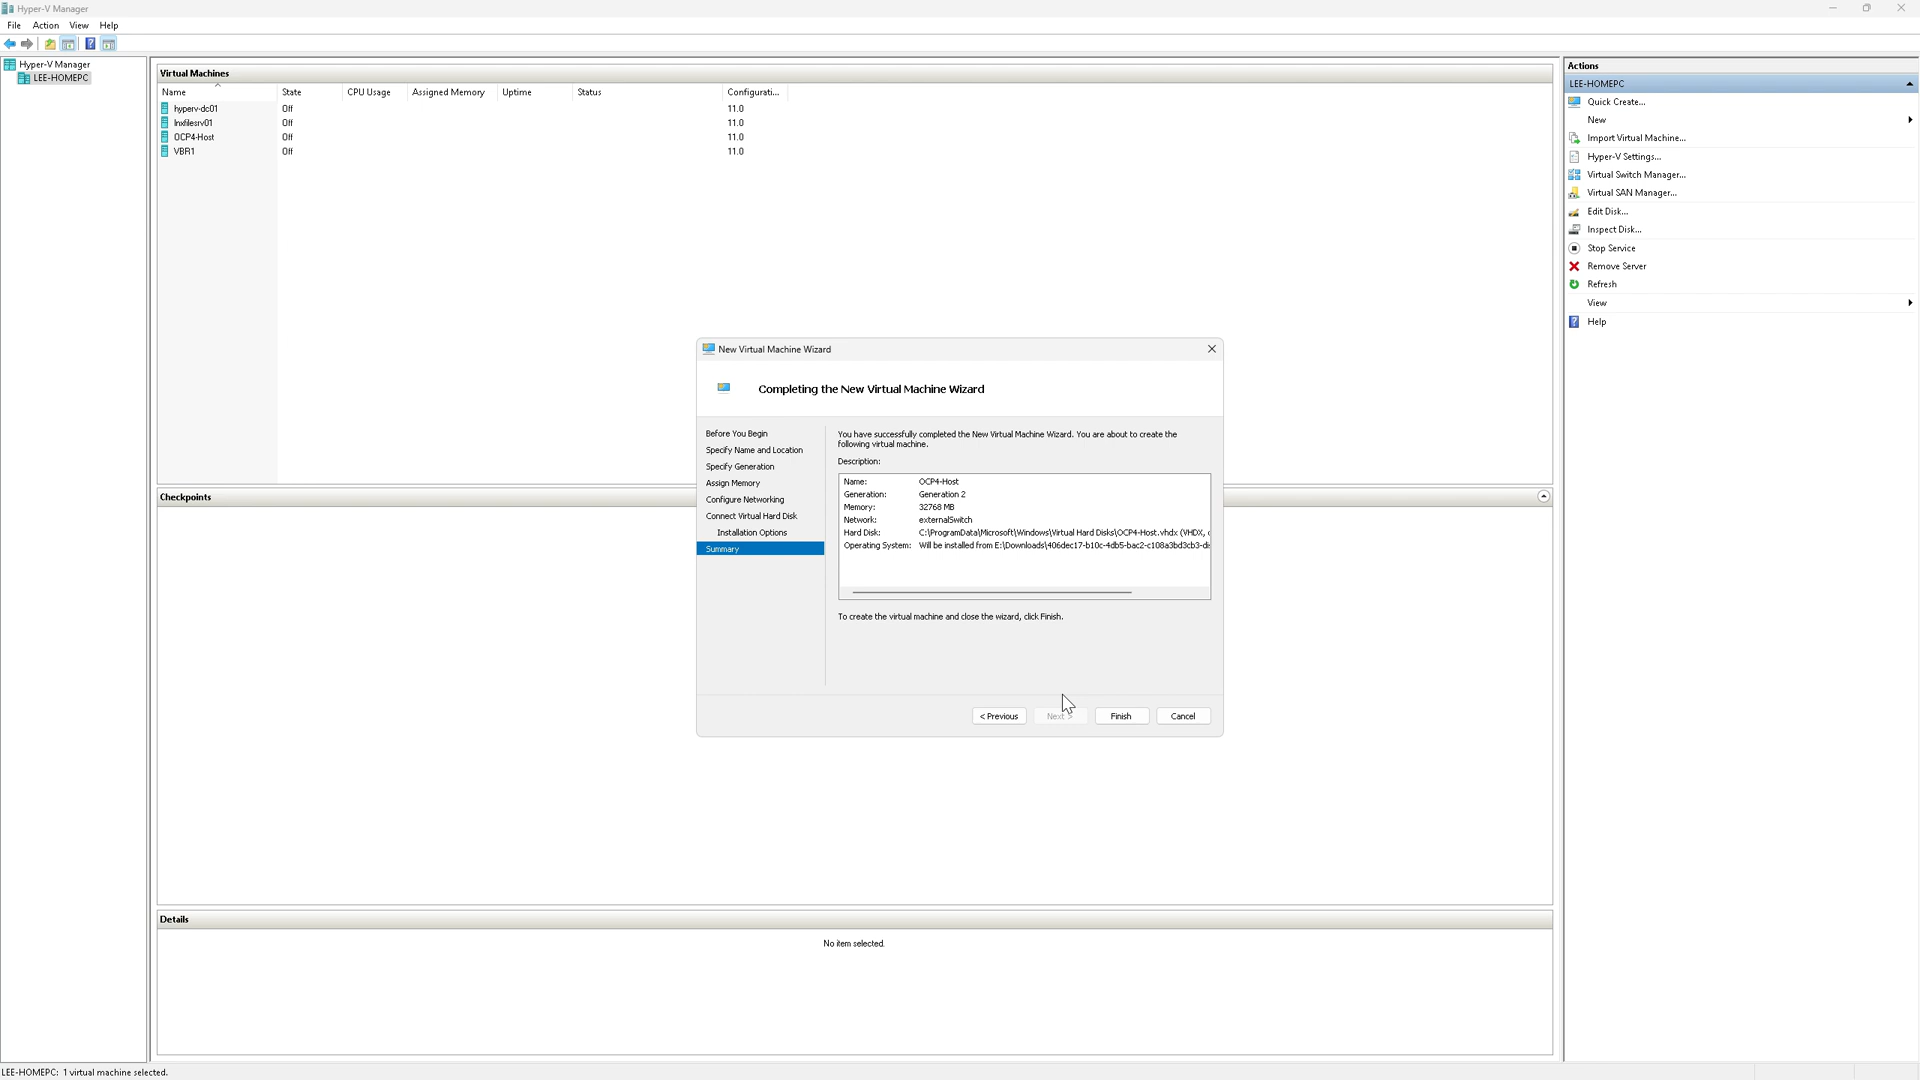 Hyper-V Manager
File Action View Help
Hyper-V Manager
LEE-HOMEPC
Virtual Machines
Name State CPU Usage Assigned Memory Uptime Status Configurati...
hyperv-dc01 Off 11.0
lnxfilesrv01 Off 11.0
OCP4-Host Off 11.0
VBR1 Off 11.0
Checkpoints
Details
No item selected.
New Virtual Machine Wizard
Completing the New Virtual Machine Wizard
Before You Begin
Specify Name and Location
Specify Generation
Assign Memory
Configure Networking
Connect Virtual Hard Disk
Installation Options
Summary
You have successfully completed the New Virtual Machine Wizard. You are about to create the
following virtual machine.
Description:
Name: OCP4-Host
Generation: Generation 2
Memory: 32768 MB
Network: externalSwitch
Hard Disk: C:\ProgramData\Microsoft\Windows\Virtual Hard Disks\OCP4-Host.vhdx (VHDX,
Operating System: Will be installed from E:\Downloads\406dec17-b10c-4db5-bac2-c108a3bd3cb3-di
To create the virtual machine and close the wizard, click Finish.
< Previous Next > Finish Cancel
Actions
LEE-HOMEPC
Quick Create...
New
Import Virtual Machine...
Hyper-V Settings...
Virtual Switch Manager...
Virtual SAN Manager...
Edit Disk...
Inspect Disk...
Stop Service
Remove Server
Refresh
View
Help
LEE-HOMEPC: 1 virtual machine selected.